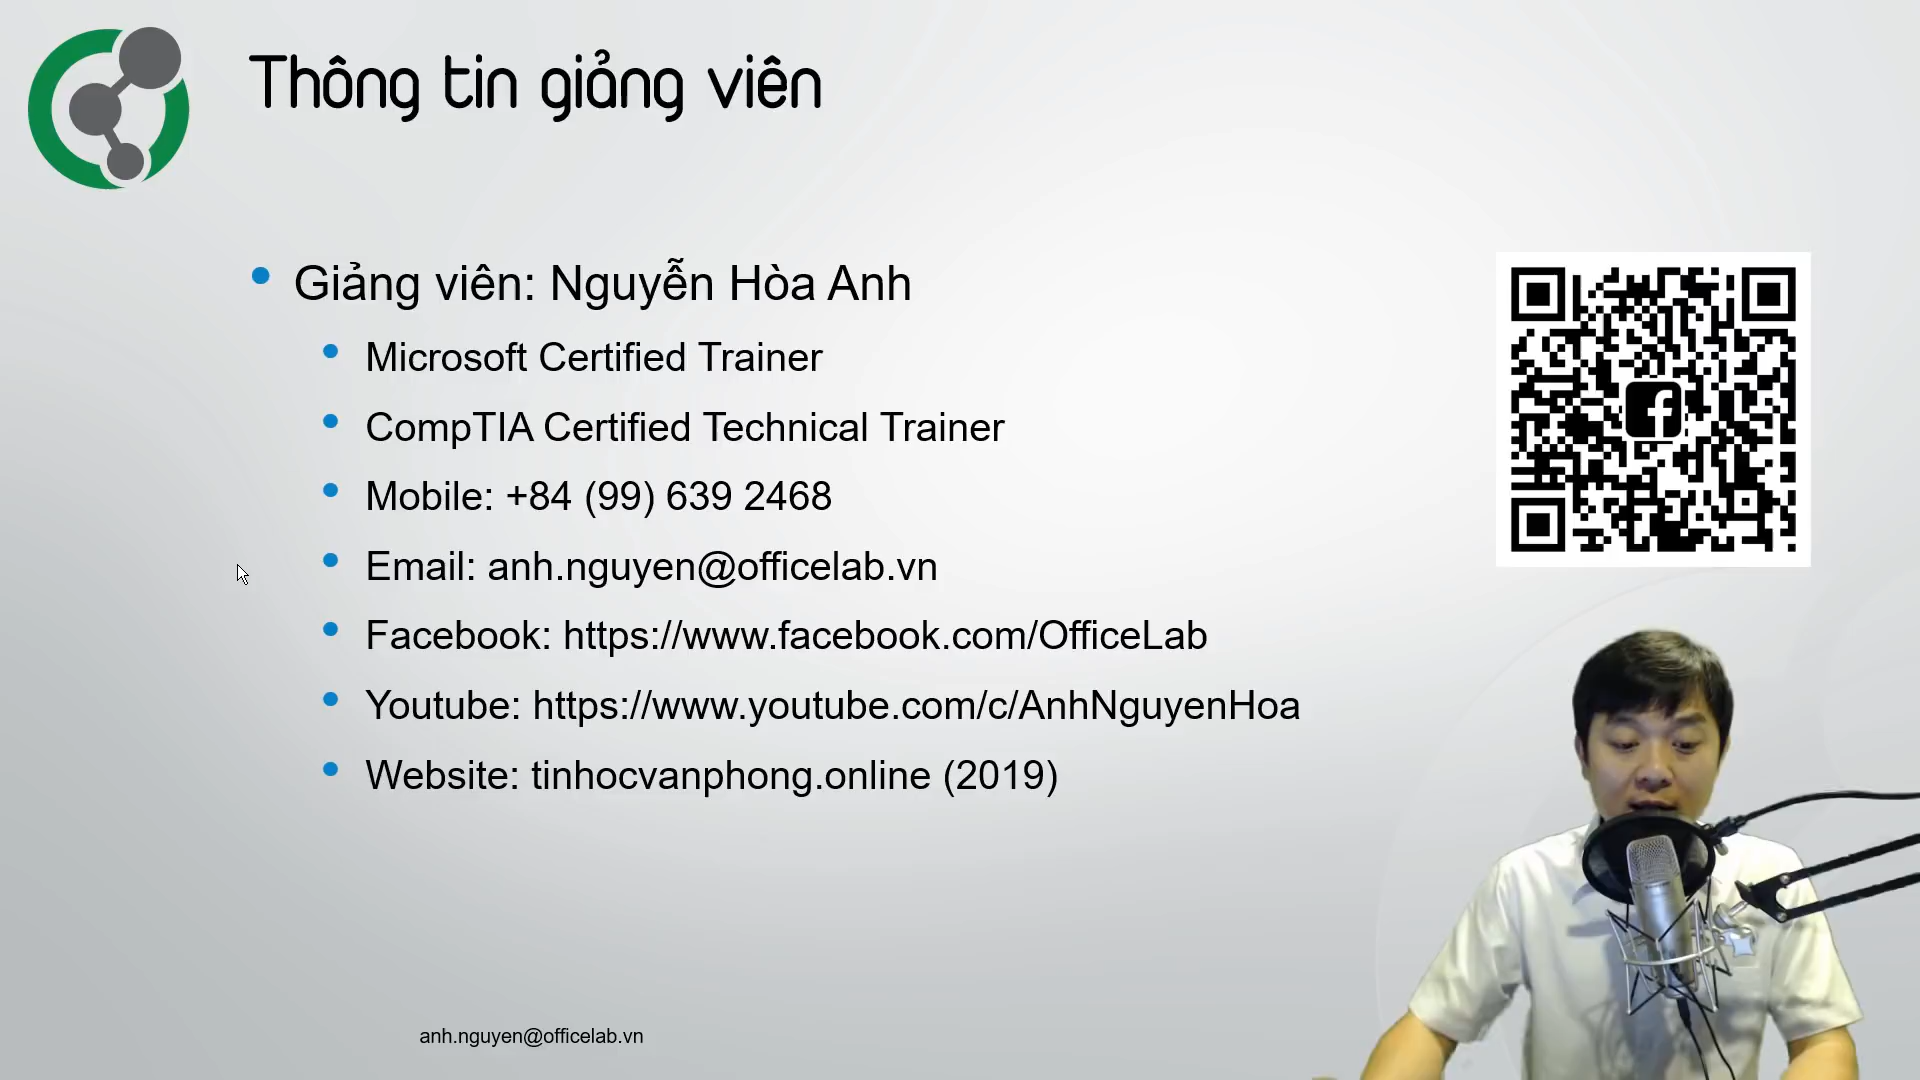 Thông tin giảng viên
Giảng viên: Nguyễn Hòa Anh
Microsoft Certified Trainer
CompTIA Certified Technical Trainer
Mobile: +84 (99) 639 2468
Email: anh.nguyen@officelab.vn
Facebook: https://www.facebook.com/OfficeLab
Youtube: https://www.youtube.com/c/AnhNguyenHoa
Website: tinhocvanphong.online (2019)
anh.nguyen@officelab.vn